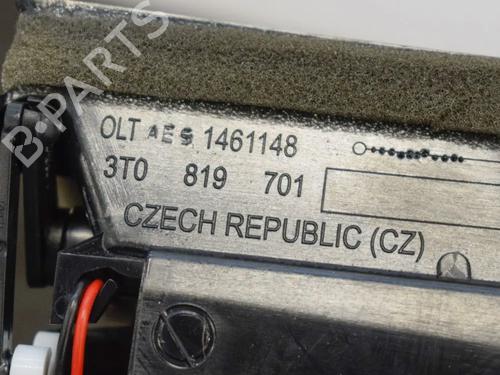 B-PARTS
OLT AES 1461148
3T0 819 701
CZECH REPUBLIC (CZ)